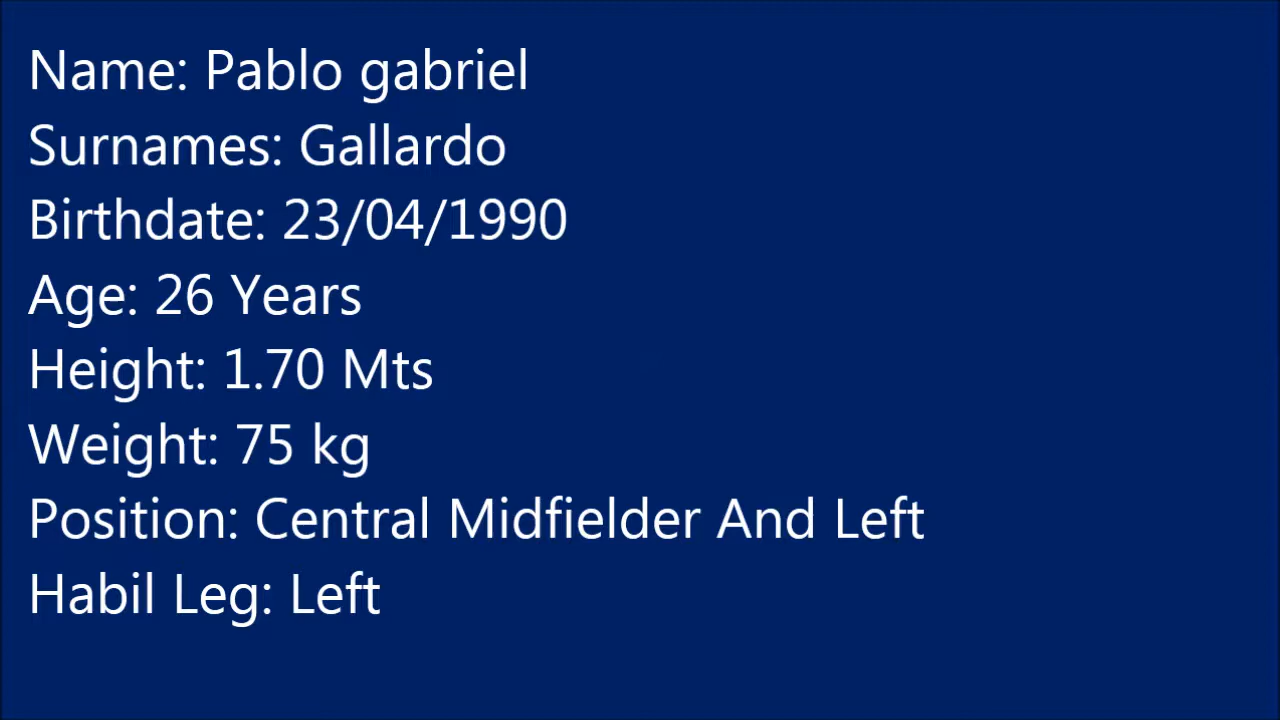 Name: Pablo gabriel
Surnames: Gallardo
Birthdate: 23/04/1990
Age: 26 Years
Height: 1.70 Mts
Weight: 75 kg
Position: Central Midfielder And Left
Habil Leg: Left